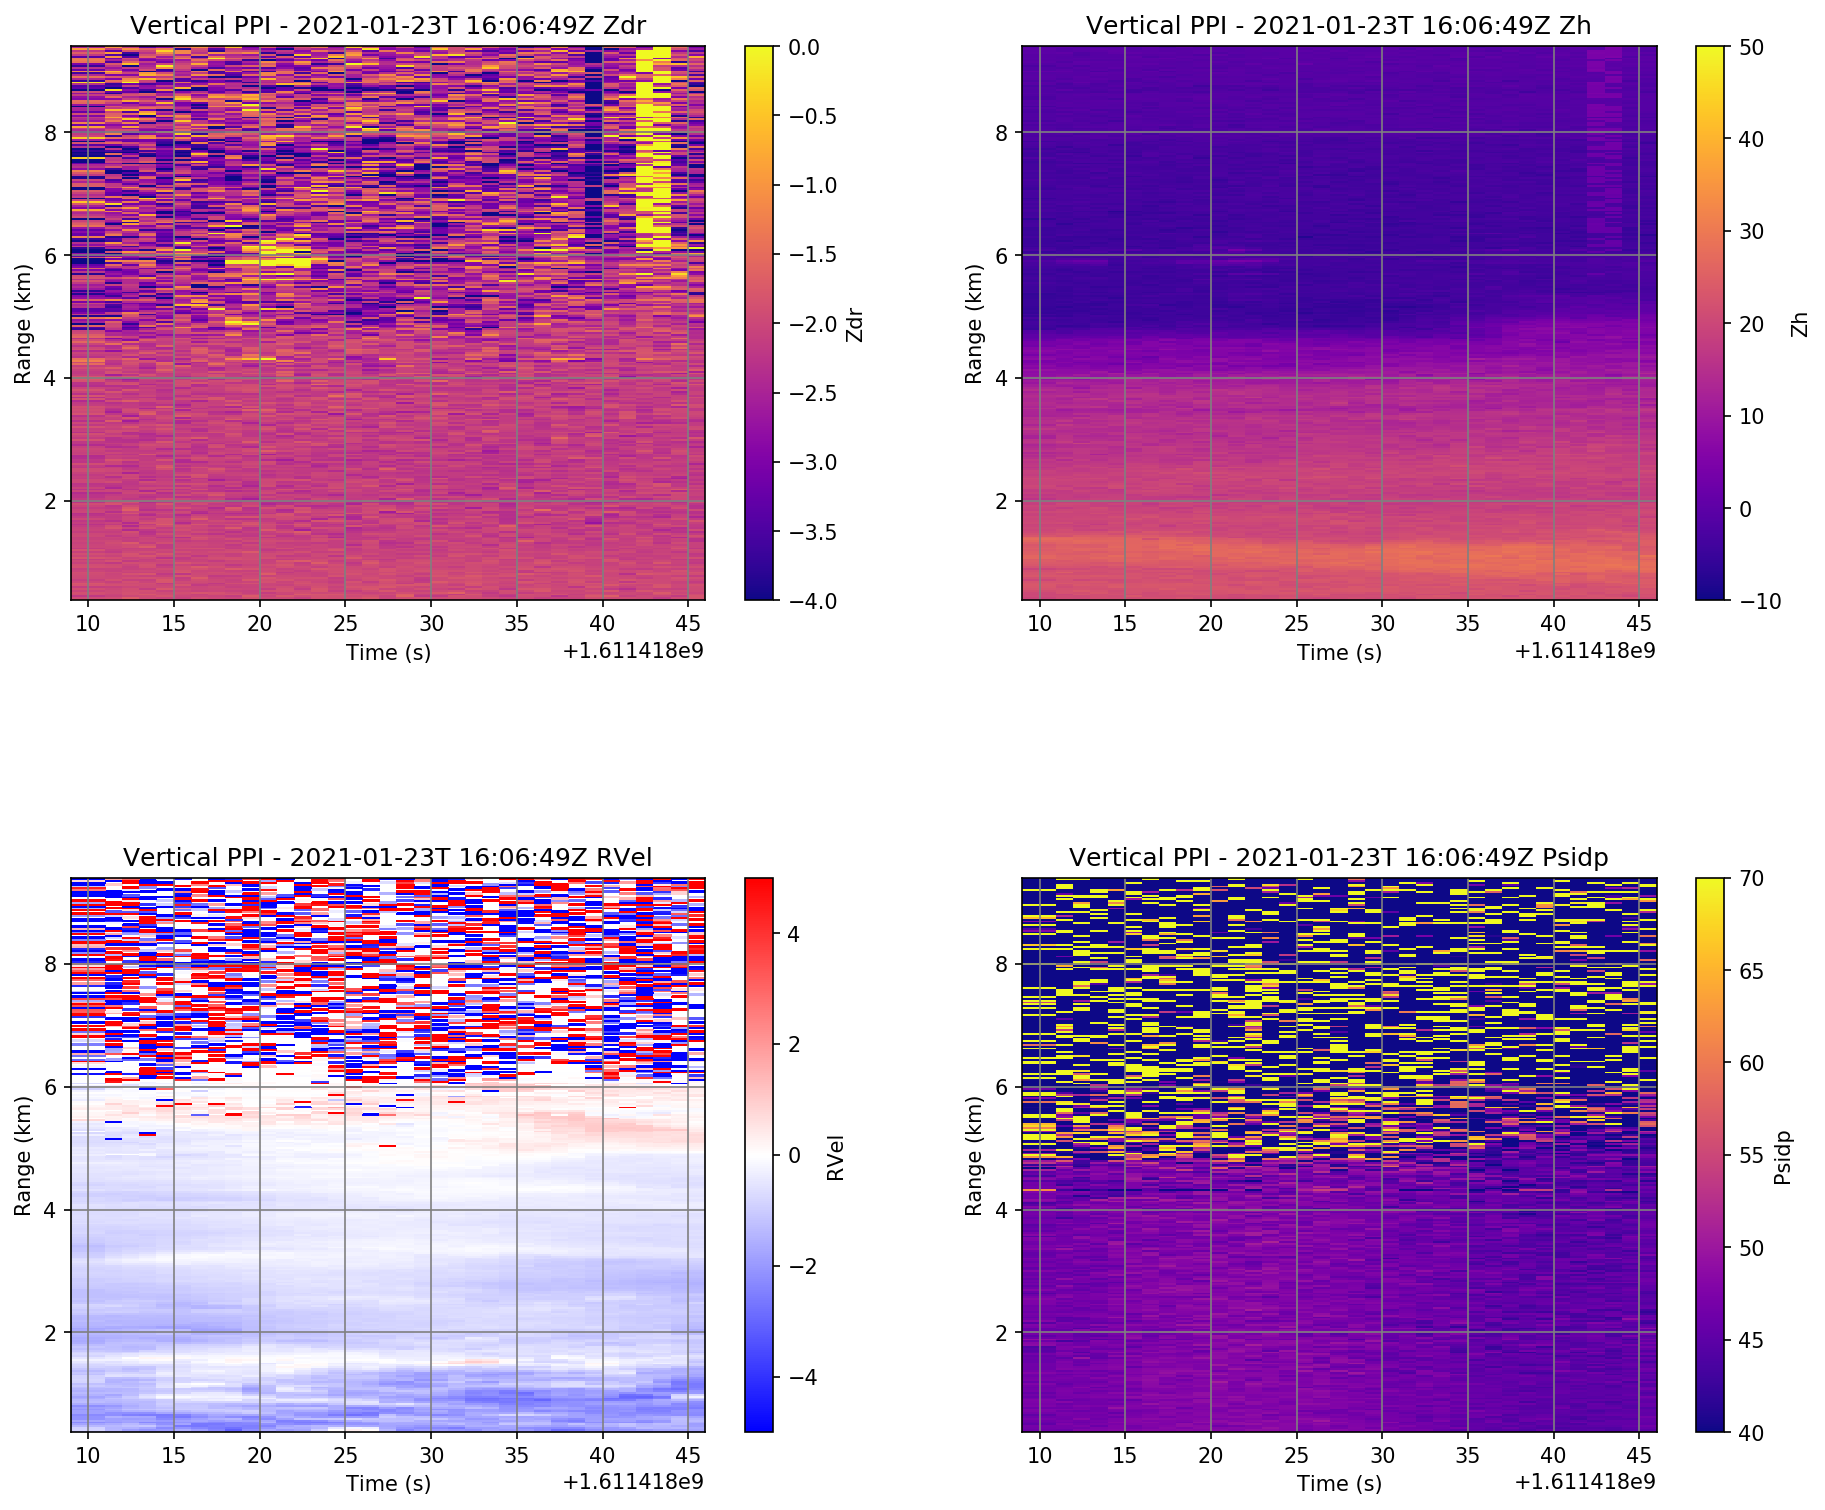 Vertical PPI - 2021-01-23T 16:06:49Z Zdr
8
6
4
2
Range (km)
10 15 20 25 30 35 40 45
Time (s)
+1.611418e9
0.0
−0.5
−1.0
−1.5
−2.0
−2.5
−3.0
−3.5
−4.0
Zdr
Vertical PPI - 2021-01-23T 16:06:49Z Zh
8
6
4
2
Range (km)
10 15 20 25 30 35 40 45
Time (s)
+1.611418e9
50
40
30
20
10
0
−10
Zh
Vertical PPI - 2021-01-23T 16:06:49Z RVel
8
6
4
2
Range (km)
10 15 20 25 30 35 40 45
Time (s)
+1.611418e9
4
2
0
−2
−4
RVel
Vertical PPI - 2021-01-23T 16:06:49Z Psidp
8
6
4
2
Range (km)
10 15 20 25 30 35 40 45
Time (s)
+1.611418e9
70
65
60
55
50
45
40
Psidp